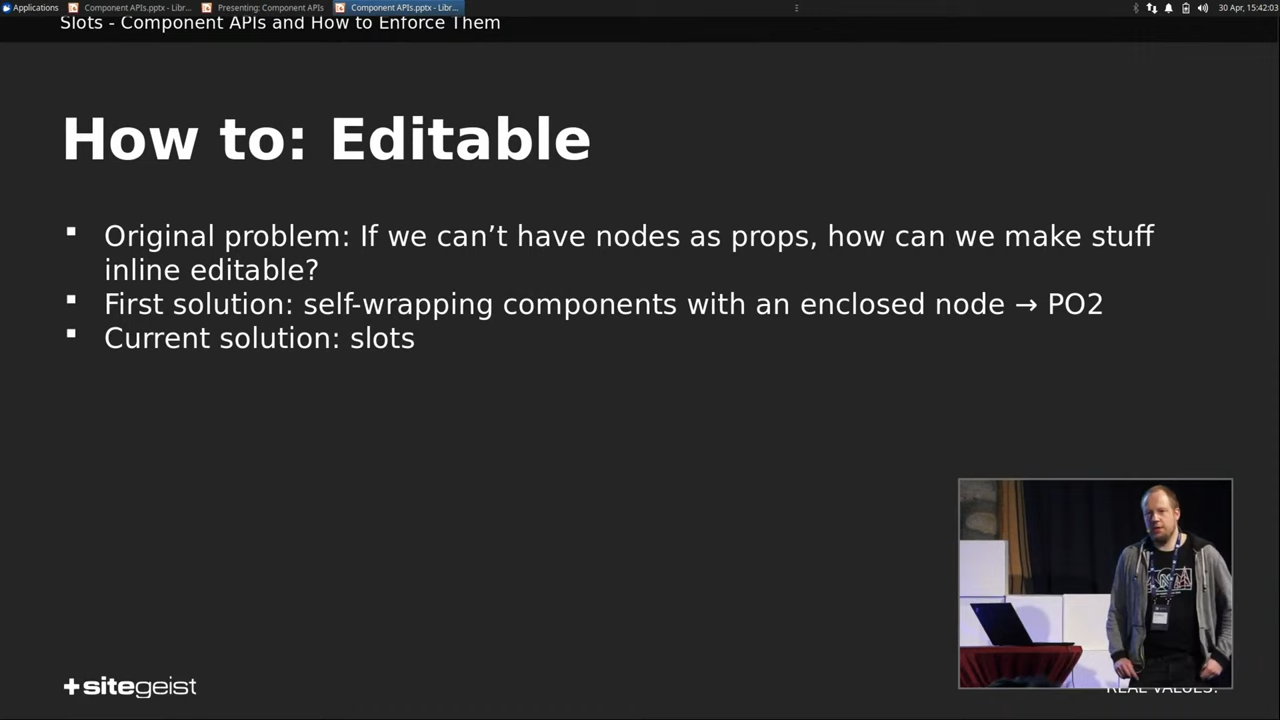 Applications
Component APIs.pptx - Libr...
Presenting: Component APIs
Component APIs.pptx - Libr...
30 Apr, 15:42:03
Slots - Component APIs and How to Enforce Them
How to: Editable
▪ Original problem: If we can’t have nodes as props, how can we make stuff
inline editable?
▪ First solution: self-wrapping components with an enclosed node → PO2
▪ Current solution: slots
+sitegeist
REAL VALUES.